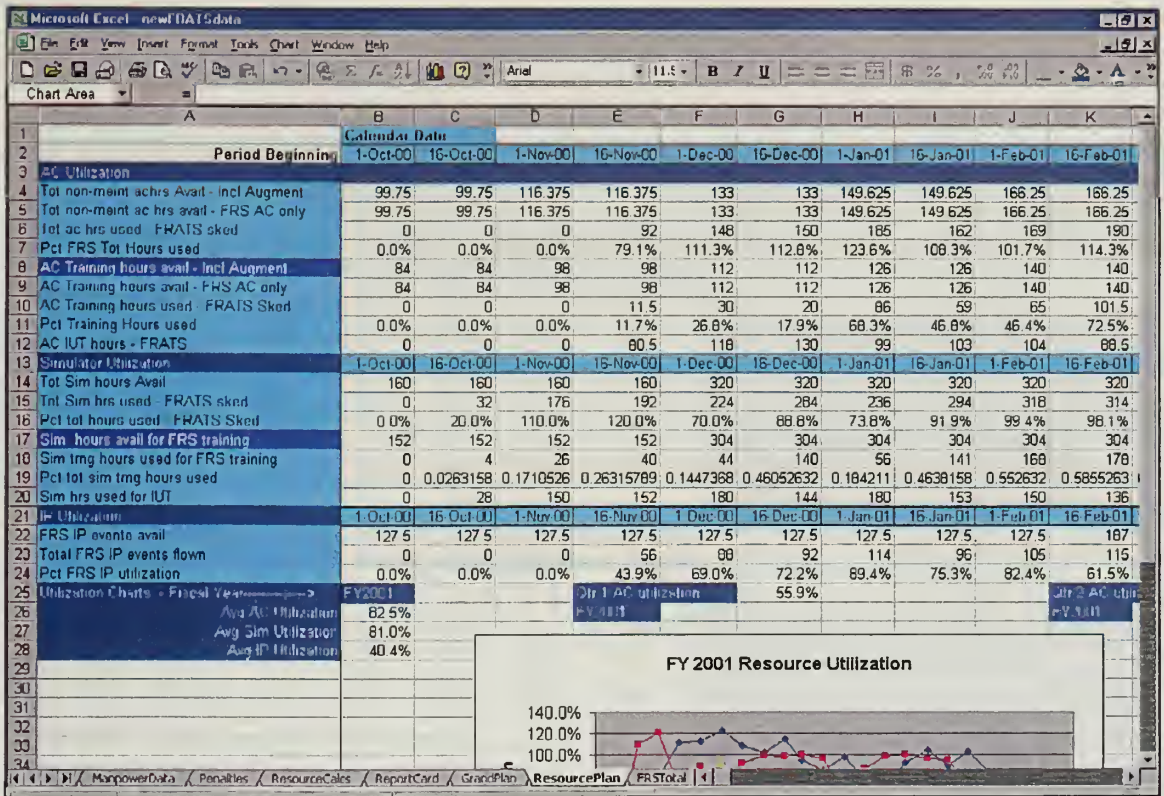 Microsoft Excel - newFDATSdata
File Edit View Insert Format Tools Chart Window Help
Arial 11.5 B I U
Chart Area =
A B C D E F G H I J K
1 Calendar Date
2 Period Beginning 1-Oct-00 16-Oct-00 1-Nov-00 16-Nov-00 1-Dec-00 16-Dec-00 1-Jan-01 16-Jan-01 1-Feb-01 16-Feb-01
3 AC Utilization
4 Tot non-meint achrs Avail - Incl Augment 99.75 99.75 116.375 116.375 133 133 149.625 149.625 166.25 166.25
5 Tot non-meint ac hrs avail - FRS AC only 99.75 99.75 116.375 116.375 133 133 149.625 149.625 166.25 166.25
6 Tot ac hrs used - FRATS sked 0 0 0 92 148 150 185 162 169 190
7 Pct FRS Tot Hours used 0.0% 0.0% 0.0% 79.1% 111.3% 112.8% 123.6% 108.3% 101.7% 114.3%
8 AC Training hours avail - Incl Augment 84 84 98 98 112 112 126 126 140 140
9 AC Training hours avail - FRS AC only 84 84 98 98 112 112 126 126 140 140
10 AC Training hours used - FRATS Sked 0 0 0 11.5 30 20 86 59 65 101.5
11 Pct Training Hours used 0.0% 0.0% 0.0% 11.7% 26.8% 17.9% 68.3% 46.8% 46.4% 72.5%
12 AC IUT hours - FRATS 0 0 0 80.5 118 130 99 103 104 88.5
13 Simulator Utilization 1-Oct-00 16-Oct-00 1-Nov-00 16-Nov-00 1-Dec-00 16-Dec-00 1-Jan-01 16-Jan-01 1-Feb-01 16-Feb-01
14 Tot Sim hours Avail 160 160 160 160 320 320 320 320 320 320
15 Tot Sim hrs used - FRATS sked 0 32 176 192 224 284 236 294 318 314
16 Pct tot hours used - FRATS Sked 0.0% 20.0% 110.0% 120.0% 70.0% 88.8% 73.8% 91.9% 99.4% 98.1%
17 Sim hours avail for FRS training 152 152 152 152 304 304 304 304 304 304
18 Sim trng hours used for FRS training 0 4 26 40 44 140 56 141 168 178
19 Pct tot sim trng hours used 0 0.0263158 0.1710526 0.26315789 0.1447368 0.46052632 0.184211 0.4638158 0.552632 0.5855263
20 Sim hrs used for IUT 0 28 150 152 180 144 180 153 150 136
21 IP Utilization 1-Oct-00 16-Oct-00 1-Nov-00 16-Nov-00 1-Dec-00 16-Dec-00 1-Jan-01 16-Jan-01 1-Feb-01 16-Feb-01
22 FRS IP events avail 127.5 127.5 127.5 127.5 127.5 127.5 127.5 127.5 127.5 187
23 Total FRS IP events flown 0 0 0 56 88 92 114 96 105 115
24 Pct FRS IP utilization 0.0% 0.0% 0.0% 43.9% 69.0% 72.2% 89.4% 75.3% 82.4% 61.5%
25 Utilization Charts - Fiscal Year-----------> FY2001 Qtr 1 AC utilization 55.9% Qtr 2 AC utiliz
26 Avg AC Utilization 82.5%
27 Avg Sim Utilization 81.0%
28 Avg IP Utilization 40.4%
29
30
31
32
33
34
FY 2001 Resource Utilization
140.0%
120.0%
100.0%
ManpowerData Penalties ResourceCalcs ReportCard GrandPlan ResourcePlan FRSTotal